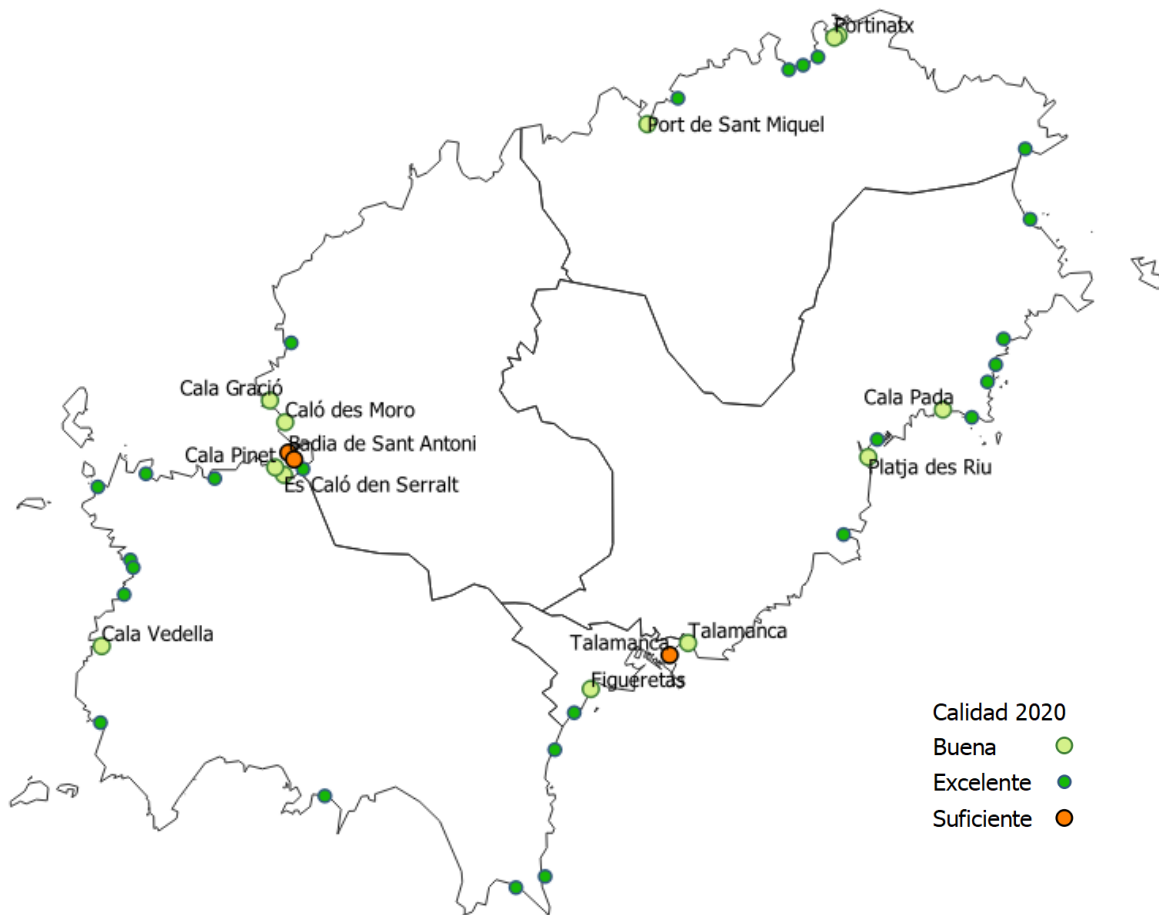 Portinatx
Port de Sant Miquel
Cala Gració
Caló des Moro
Cala Pada
Badia de Sant Antoni
Cala Pinet
Platja des Riu
Es Caló den Serralt
Cala Vedella
Talamanca
Talamanca
Figueretas
Calidad 2020
Buena
Excelente
Suficiente